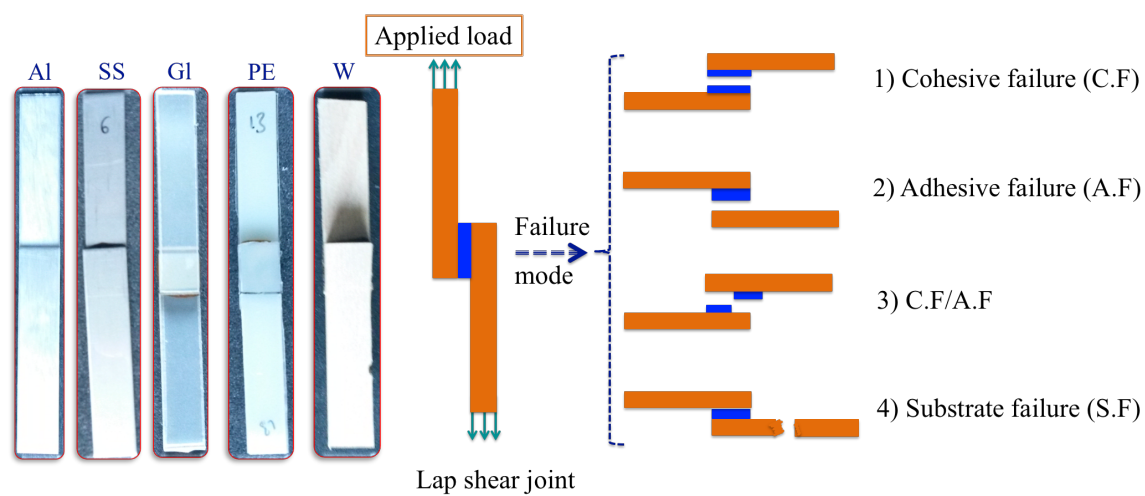 Applied load
Al
SS
Gl
PE
W
6
13
Failure
mode
Lap shear joint
1) Cohesive failure (C.F)
2) Adhesive failure (A.F)
3) C.F/A.F
4) Substrate failure (S.F)